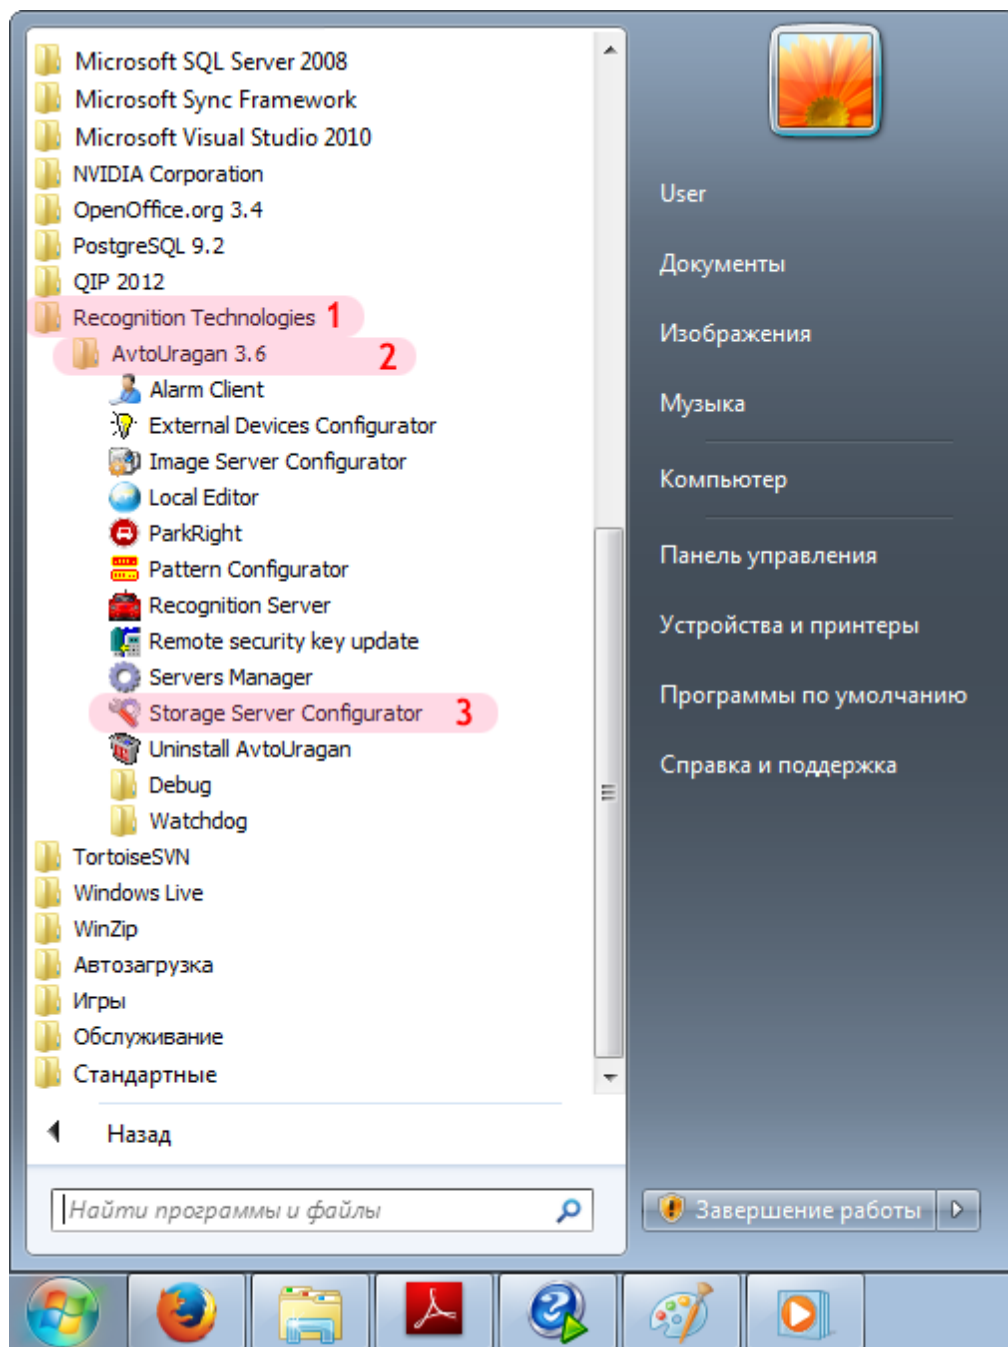 Microsoft SQL Server 2008
Microsoft Sync Framework
Microsoft Visual Studio 2010
NVIDIA Corporation
OpenOffice.org 3.4
PostgreSQL 9.2
QIP 2012
Recognition Technologies 1
AvtoUragan 3.6 2
Alarm Client
External Devices Configurator
Image Server Configurator
Local Editor
ParkRight
Pattern Configurator
Recognition Server
Remote security key update
Servers Manager
Storage Server Configurator 3
Uninstall AvtoUragan
Debug
Watchdog
TortoiseSVN
Windows Live
WinZip
Автозагрузка
Игры
Обслуживание
Стандартные
Назад
Найти программы и файлы
User
Документы
Изображения
Музыка
Компьютер
Панель управления
Устройства и принтеры
Программы по умолчанию
Справка и поддержка
Завершение работы